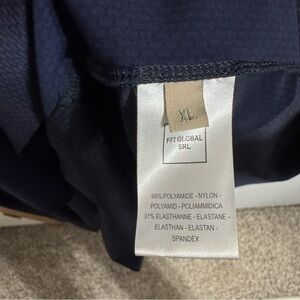 XL
FFI GLOBAL
SRL
69% POLYAMIDE - NYLON -
POLYAMID - POLIAMMIDICA
31% ELASTHANNE - ELASTANE -
ELASTHAN - ELASTAN -
SPANDEX